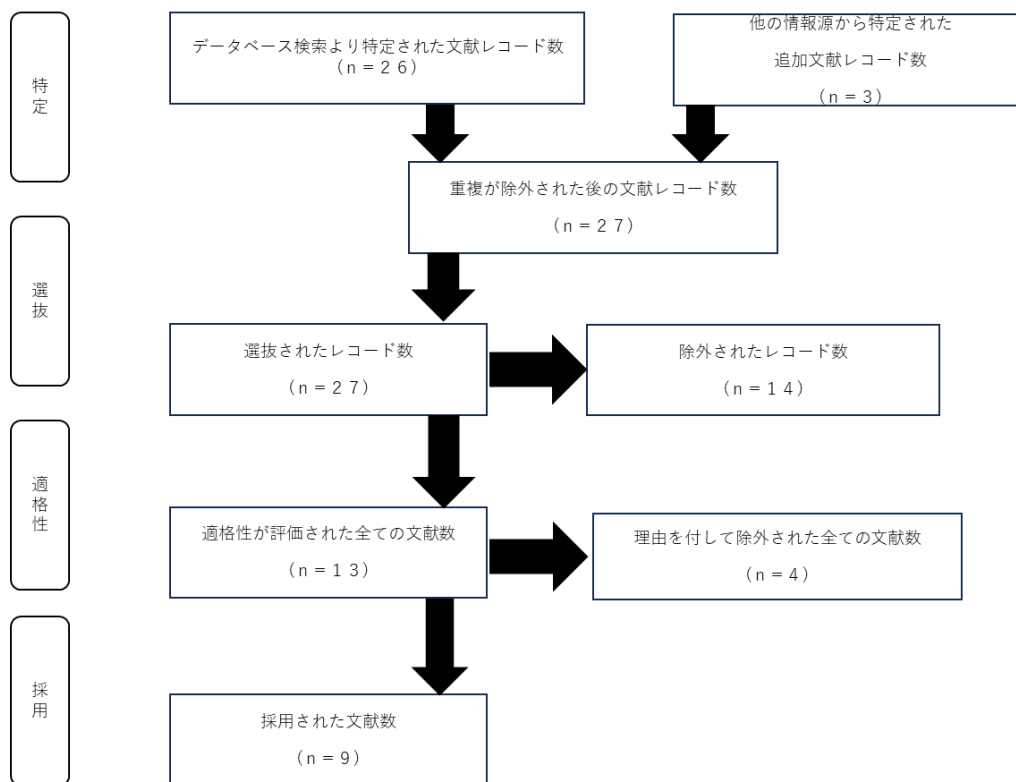 特定
データベース検索より特定された文献レコード数
（n＝26）
他の情報源から特定された
追加文献レコード数
（n＝3）
重複が除外された後の文献レコード数
（n＝27）
選抜
選抜されたレコード数
（n＝27）
除外されたレコード数
（n＝14）
適格性
適格性が評価された全ての文献数
（n＝13）
理由を付して除外された全ての文献数
（n＝4）
採用
採用された文献数
（n＝9）